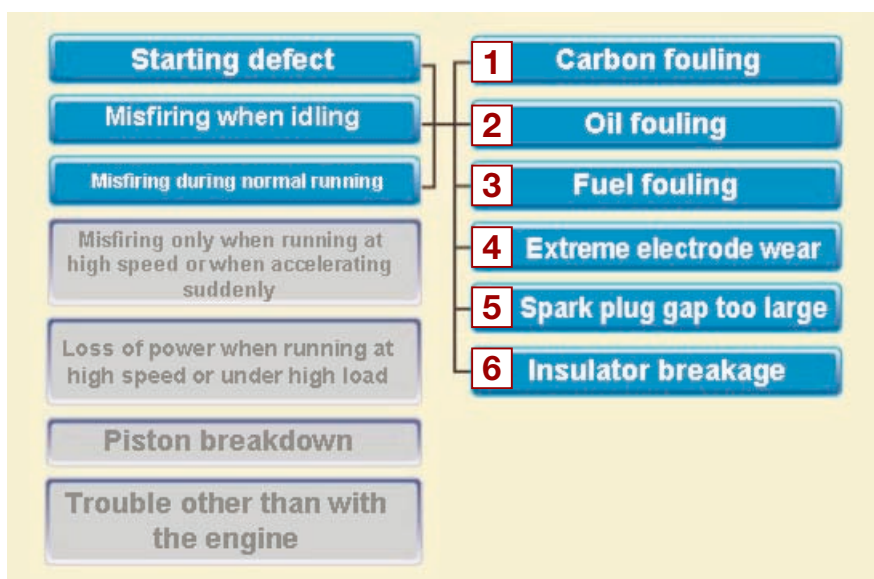 Starting defect
Misfiring when idling
Misfiring during normal running
Misfiring only when running at
high speed or when accelerating
suddenly
Loss of power when running at
high speed or under high load
Piston breakdown
Trouble other than with
the engine
1 Carbon fouling
2 Oil fouling
3 Fuel fouling
4 Extreme electrode wear
5 Spark plug gap too large
6 Insulator breakage